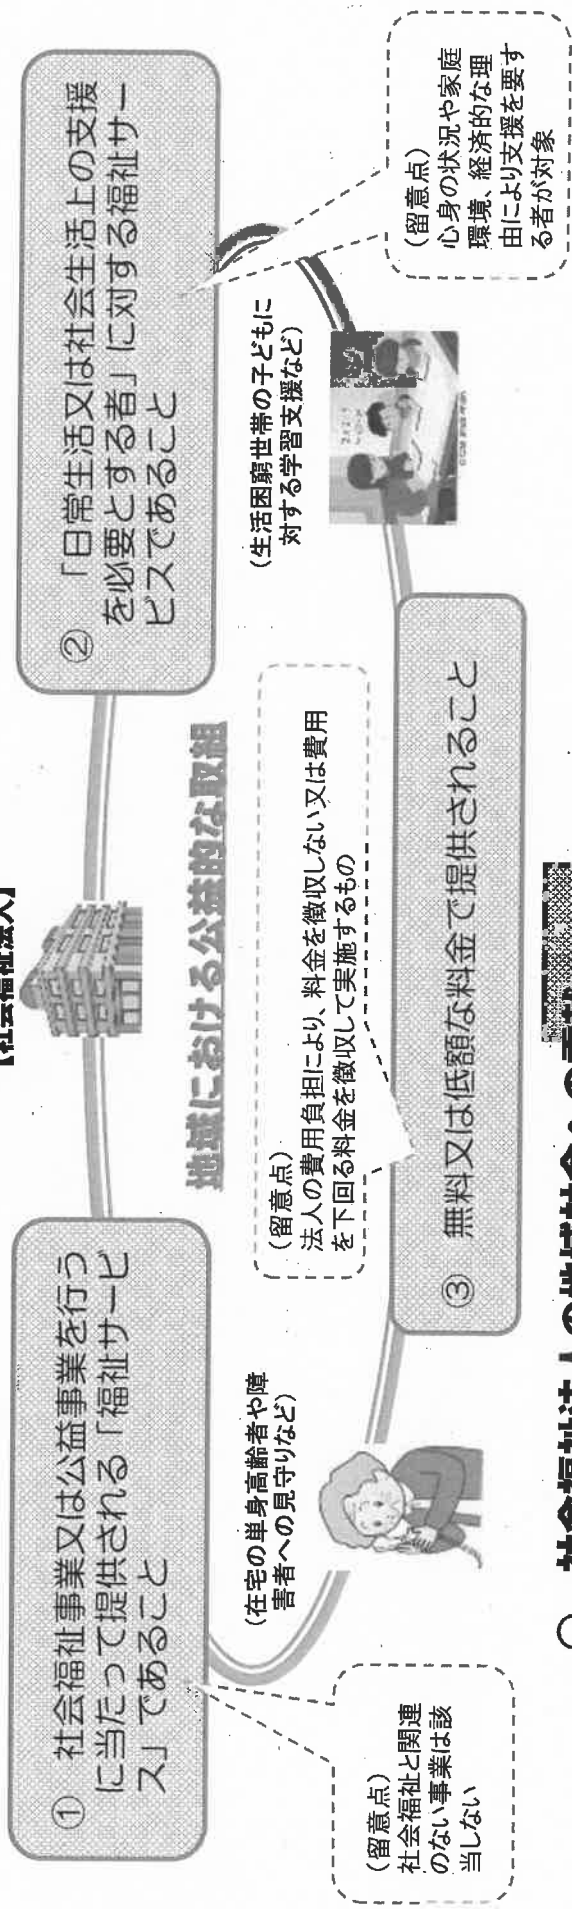 【社会福祉法人】
地域における公益的な取組
① 社会福祉事業又は公益事業を行う
に当たって提供される「福祉サービ
ス」であること
(留意点)
社会福祉と関連
のない事業は該
当しない
(在宅の単身高齢者や障
害者への見守りなど)
② 「日常生活又は社会生活上の支援
を必要とする者」に対する福祉サー
ビスであること
(留意点)
心身の状況や家庭
環境、経済的な理
由により支援を要す
る者が対象
(生活困窮世帯の子どもに
対する学習支援など)
(留意点)
法人の費用負担により、料金を徴収しない又は費用
を下回る料金を徴収して実施するもの
③ 無料又は低額な料金で提供されること
○ 社会福祉法人の地域社会への貢献